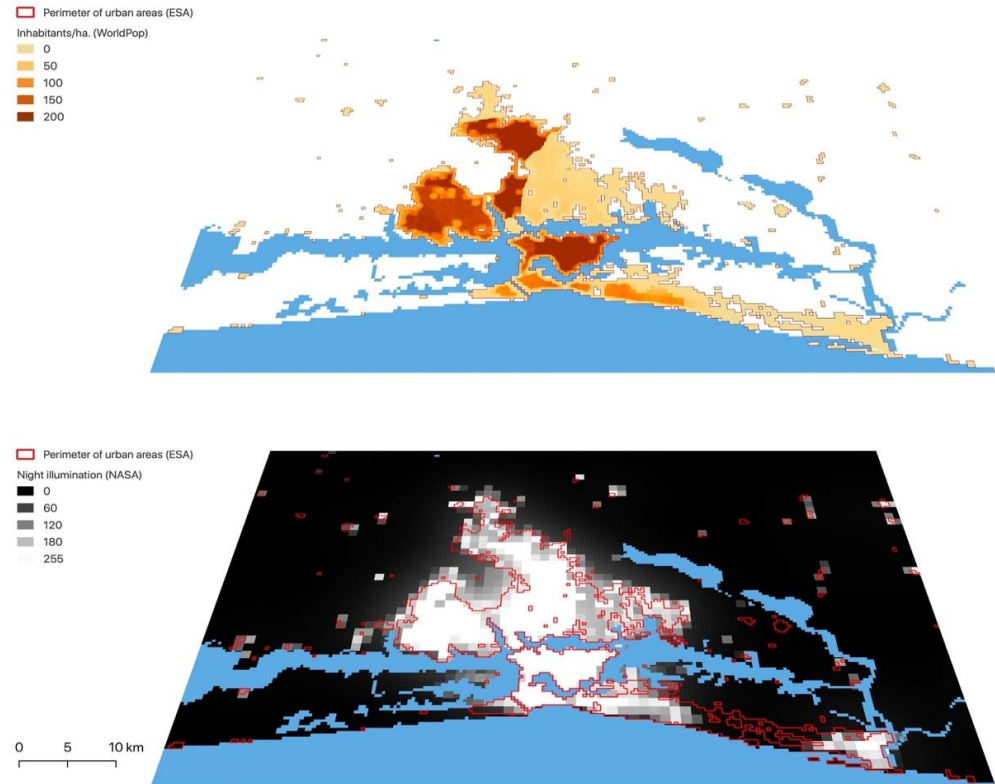 Perimeter of urban areas (ESA)
Inhabitants/ha. (WorldPop)
0
50
100
150
200
Perimeter of urban areas (ESA)
Night illumination (NASA)
0
60
120
180
255
0 5 10 km